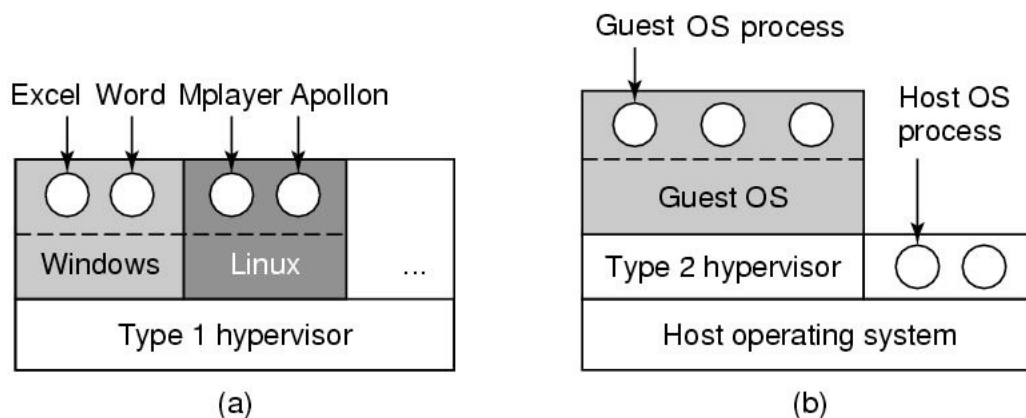 Excel Word Mplayer Apollon
Windows Linux ...
Type 1 hypervisor
(a)
Guest OS process
Host OS
process
Guest OS
Type 2 hypervisor
Host operating system
(b)